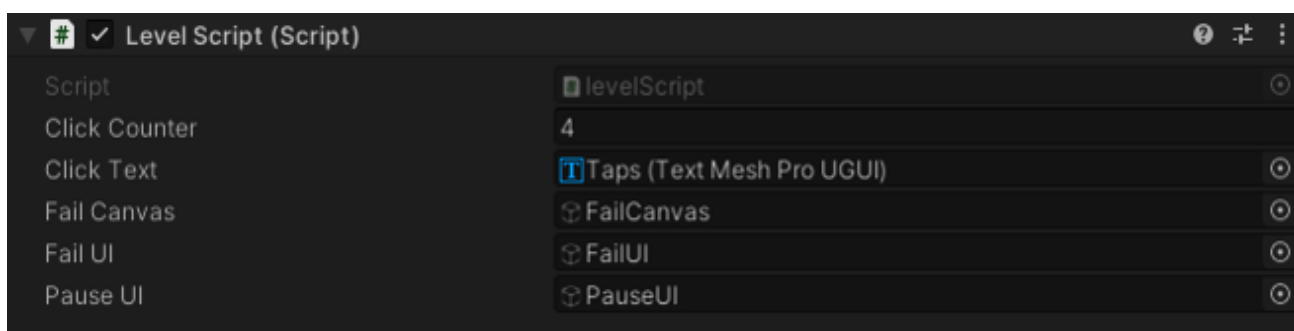 # Level Script (Script)
Script levelScript
Click Counter 4
Click Text T Taps (Text Mesh Pro UGUI)
Fail Canvas FailCanvas
Fail UI FailUI
Pause UI PauseUI